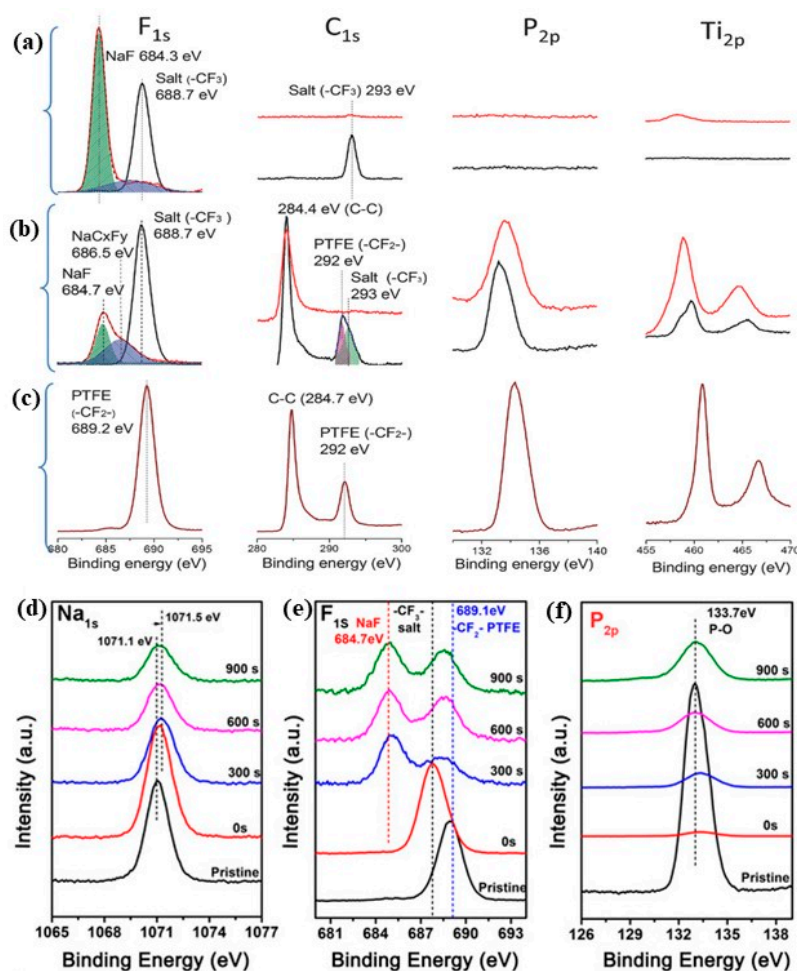 (a)
F1s
C1s
P2p
Ti2p
NaF 684.3 eV
Salt (-CF3)
688.7 eV
Salt (-CF3) 293 eV
(b)
NaCxFy
686.5 eV
NaF
684.7 eV
Salt (-CF3 )
688.7 eV
284.4 eV (C-C)
PTFE (-CF2-)
292 eV
Salt (-CF3)
293 eV
(c)
PTFE
(-CF2-)
689.2 eV
C-C (284.7 eV)
PTFE (-CF2-)
292 eV
680 685 690 695
Binding energy (eV)
280 290 300
Binding energy (eV)
132 136 140
Binding energy (eV)
455 460 465 470
Binding energy (eV)
(d)
Na1s
1071.5 eV
1071.1 eV
900 s
600 s
300 s
0s
Pristine
Intensity (a.u.)
1065 1068 1071 1074 1077
Binding Energy (eV)
(e)
F1S
NaF
684.7eV
-CF3-
salt
689.1eV
-CF2- PTFE
900 s
600 s
300 s
0s
Pristine
Intensity (a.u.)
681 684 687 690 693
Binding Energy (eV)
(f)
P2p
133.7eV
P-O
900 s
600 s
300 s
0s
Pristine
Intensity (a.u.)
126 129 132 135 138
Binding Energy (eV)